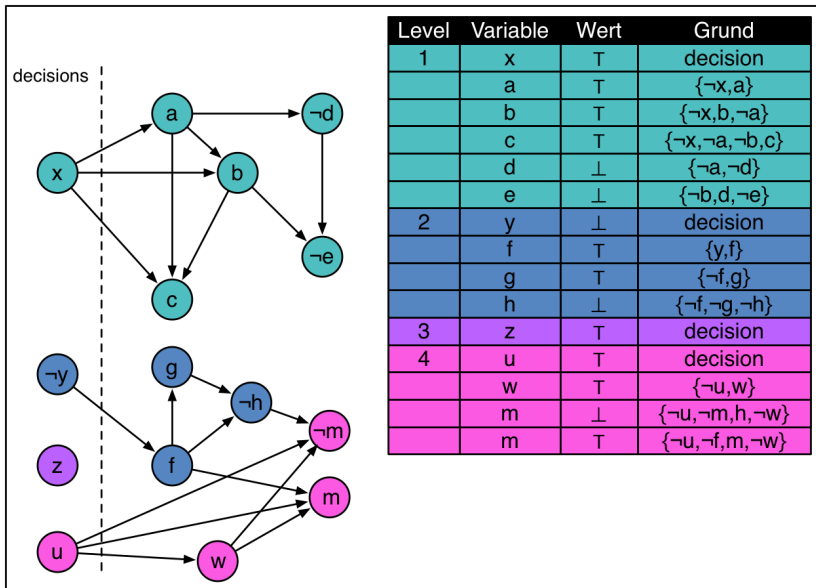 decisions
a
¬d
x
b
¬e
c
¬y
g
¬h
¬m
z
f
m
u
w
Level Variable Wert Grund
1 x ⊤ decision
a ⊤ {¬x,a}
b ⊤ {¬x,b,¬a}
c ⊤ {¬x,¬a,¬b,c}
d ⊥ {¬a,¬d}
e ⊥ {¬b,d,¬e}
2 y ⊥ decision
f ⊤ {y,f}
g ⊤ {¬f,g}
h ⊥ {¬f,¬g,¬h}
3 z ⊤ decision
4 u ⊤ decision
w ⊤ {¬u,w}
m ⊥ {¬u,¬m,h,¬w}
m ⊤ {¬u,¬f,m,¬w}